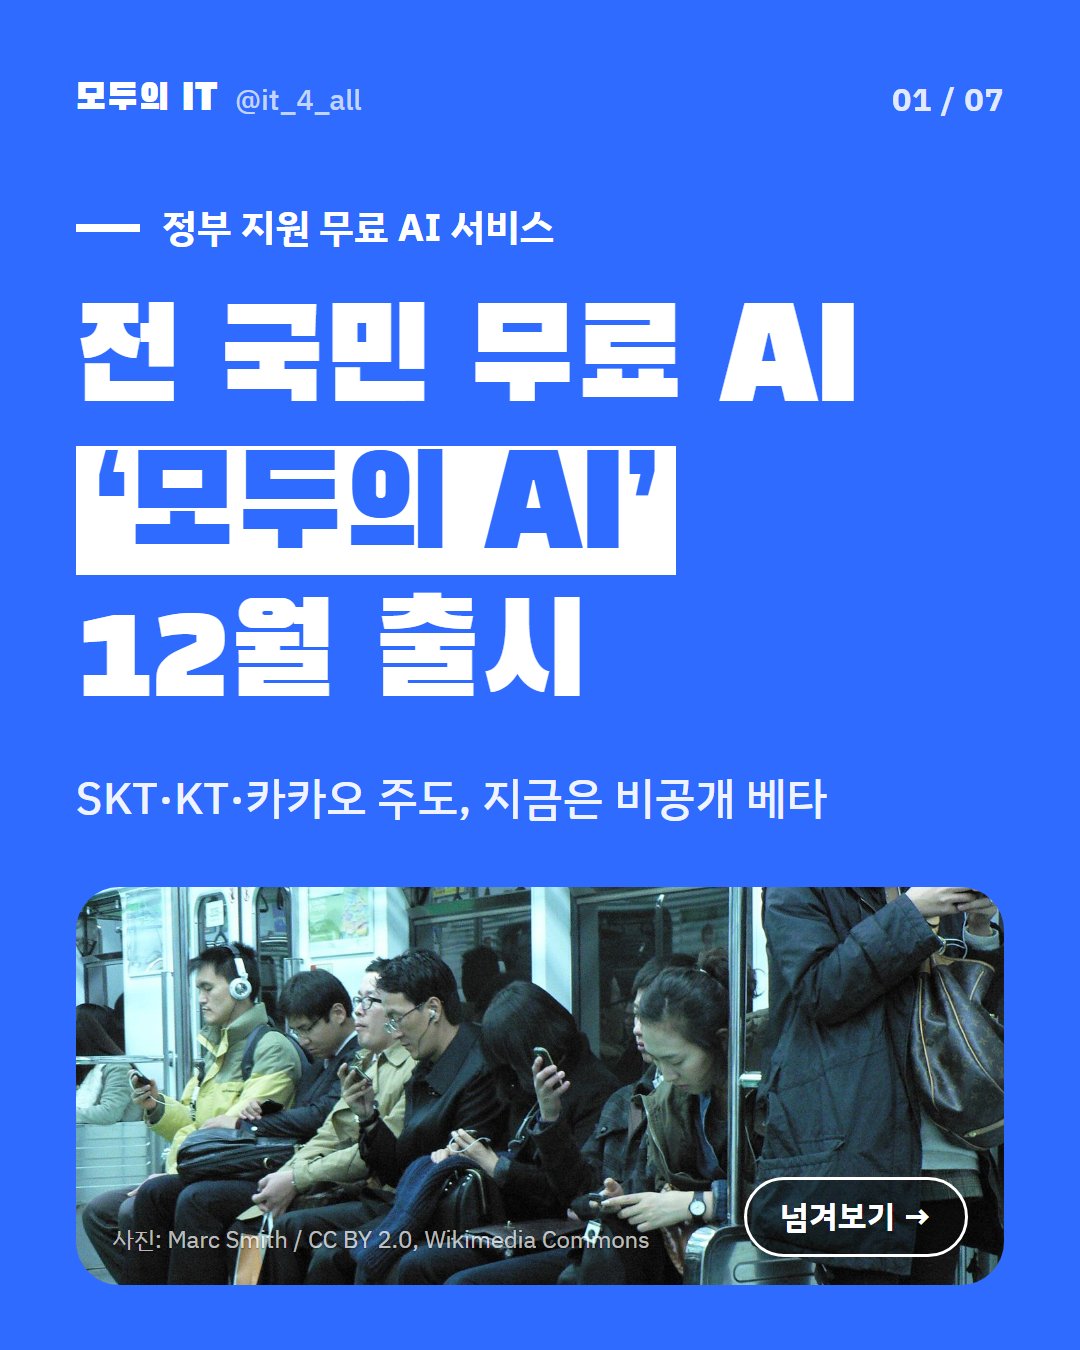 모두의 IT @it_4_all
01 / 07
정부 지원 무료 AI 서비스
전 국민 무료 AI
‘모두의 AI’
12월 출시
SKT·KT·카카오 주도, 지금은 비공개 베타
넘겨보기 →
사진: Marc Smith / CC BY 2.0, Wikimedia Commons